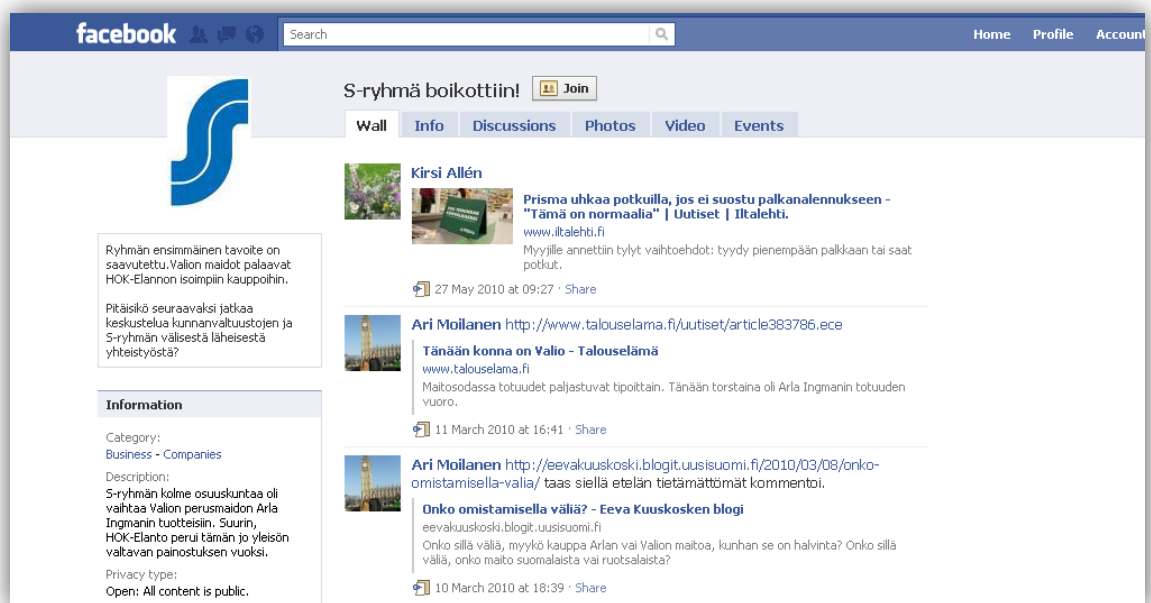 facebook
Search
Home Profile Account
S-ryhmä boikottiin! Join
Wall Info Discussions Photos Video Events
Ryhmän ensimmäinen tavoite on
saavutettu.Valion maidot palaavat
HOK-Elannon isoimpiin kauppoihin.
Pitäisikö seuraavaksi jatkaa
keskustelua kunnanvaltuustojen ja
S-ryhmän välisestä läheisestä
yhteistyöstä?
Information
Category:
Business - Companies
Description:
S-ryhmän kolme osuuskuntaa oli
vaihtaa Valion perusmaidon Arla
Ingmanin tuotteisiin. Suurin,
HOK-Elanto perui tämän jo yleisön
valtavan painostuksen vuoksi.
Privacy type:
Open: All content is public.
Kirsi Allén
Prisma uhkaa potkuilla, jos ei suostu palkanalennukseen -
"Tämä on normaalia" | Uutiset | Iltalehti.
www.iltalehti.fi
Myyjille annettiin tylyt vaihtoehdot: tyydy pienempään palkkaan tai saat
potkut.
27 May 2010 at 09:27 · Share
Ari Moilanen http://www.talouselama.fi/uutiset/article383786.ece
Tänään konna on Valio - Talouselämä
www.talouselama.fi
Maitosodassa totuudet paljastuvat tipoittain. Tänään torstaina oli Arla Ingmanin totuuden
vuoro.
11 March 2010 at 16:41 · Share
Ari Moilanen http://eevakuuskoski.blogit.uusisuomi.fi/2010/03/08/onko-
omistamisella-valia/ taas siellä etelän tietämättömät kommentoi.
Onko omistamisella väliä? - Eeva Kuuskosken blogi
eevakuuskoski.blogit.uusisuomi.fi
Onko sillä väliä, myykö kauppa Arlan vai Valion maitoa, kunhan se on halvinta? Onko sillä
väliä, onko maito suomalaista vai ruotsalaista?
10 March 2010 at 18:39 · Share